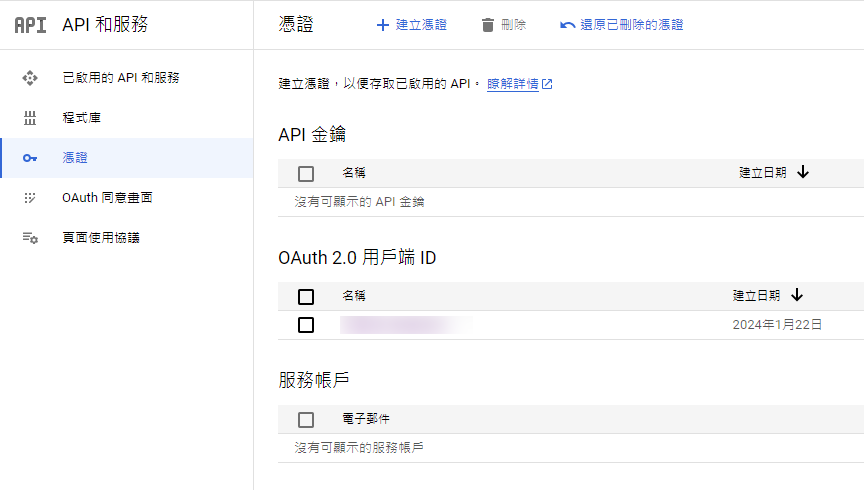 API API 和服務
憑證
建立憑證
刪除
還原已刪除的憑證
已啟用的 API 和服務
程式庫
憑證
OAuth 同意畫面
頁面使用協議
建立憑證，以便存取已啟用的 API。 瞭解詳情
API 金鑰
名稱 建立日期
沒有可顯示的 API 金鑰
OAuth 2.0 用戶端 ID
名稱 建立日期
2024年1月22日
服務帳戶
電子郵件
沒有可顯示的服務帳戶